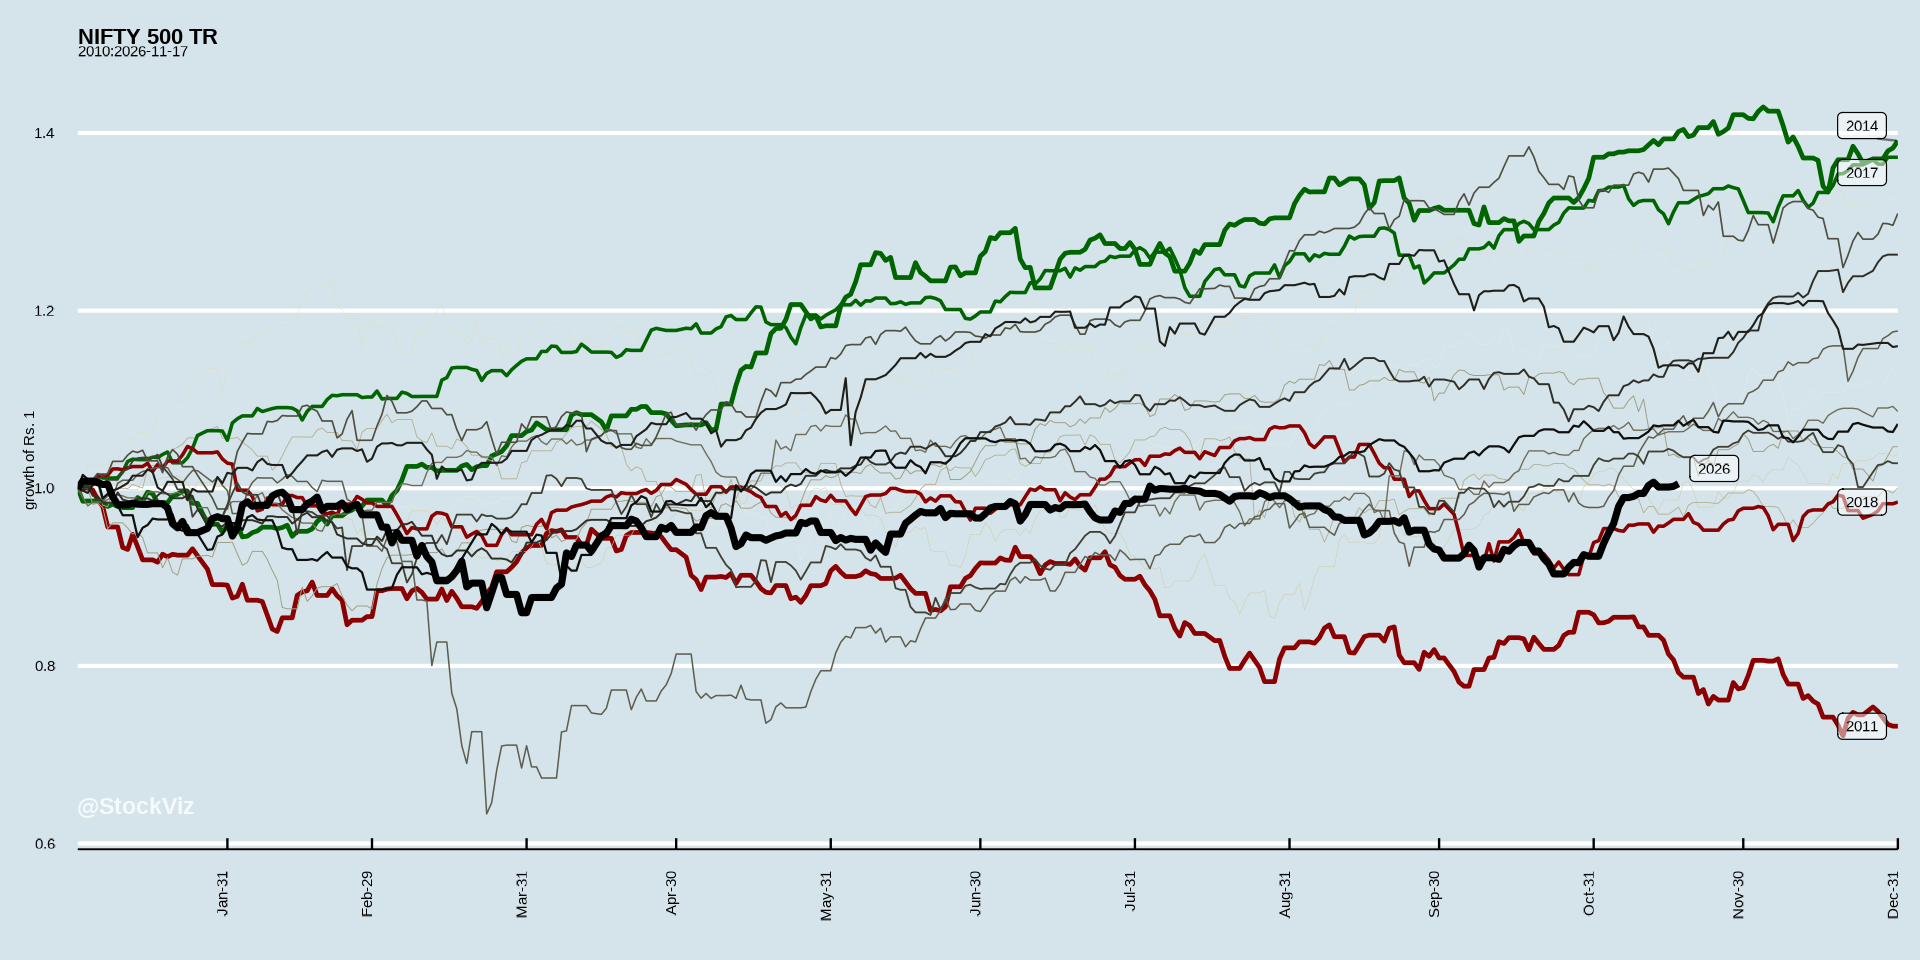 NIFTY 500 TR
2010:2026-11-17
growth of Rs. 1
1.4
1.2
1.0
0.8
0.6
2014
2017
2026
2018
2011
@StockViz
Jan-31
Feb-29
Mar-31
Apr-30
May-31
Jun-30
Jul-31
Aug-31
Sep-30
Oct-31
Nov-30
Dec-31